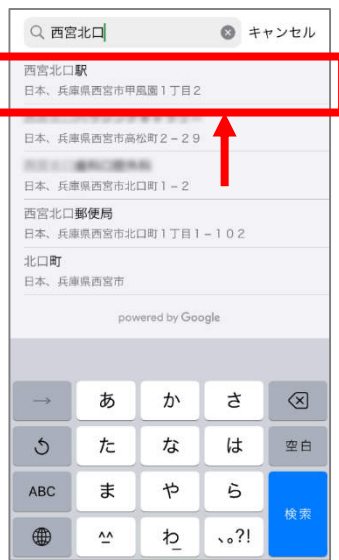 西宮北口 キャンセル
西宮北口駅
日本、兵庫県西宮市甲風園1丁目2
日本、兵庫県西宮市高松町2−29
日本、兵庫県西宮市北口町1−2
西宮北口郵便局
日本、兵庫県西宮市北口町1丁目1−102
北口町
日本、兵庫県西宮市
powered by Google
→ あ か さ
た な は 空白
ABC ま や ら 検索
^^ わ 、。?!